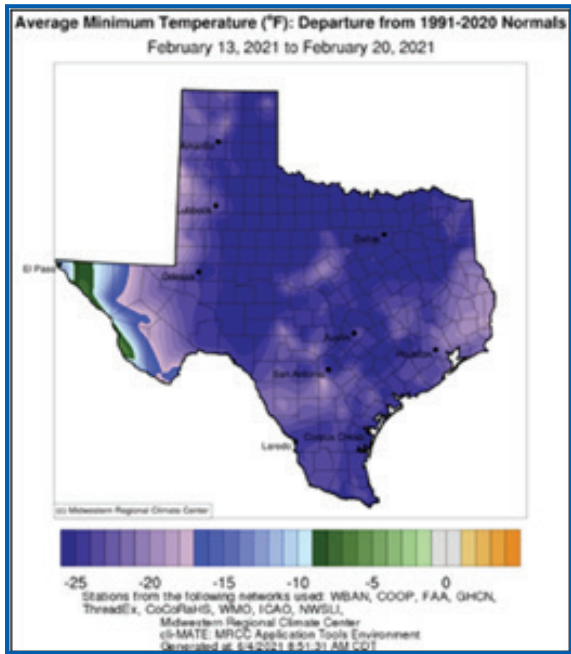 Average Minimum Temperature (°F): Departure from 1991-2020 Normals
February 13, 2021 to February 20, 2021
Amarillo
Lubbock
Dallas
El Paso
Odessa
Austin
Houston
San Antonio
Corpus Christi
Laredo
(c) Midwestern Regional Climate Center
-25 -20 -15 -10 -5 0
Stations from the following networks used: WBAN, COOP, FAA, GHCN,
ThreadEx, CoCoRaHS, WMO, ICAO, NWSLI,
Midwestern Regional Climate Center
cli-MATE: MRCC Application Tools Environment
Generated at: 6/4/2021 8:51:31 AM CDT